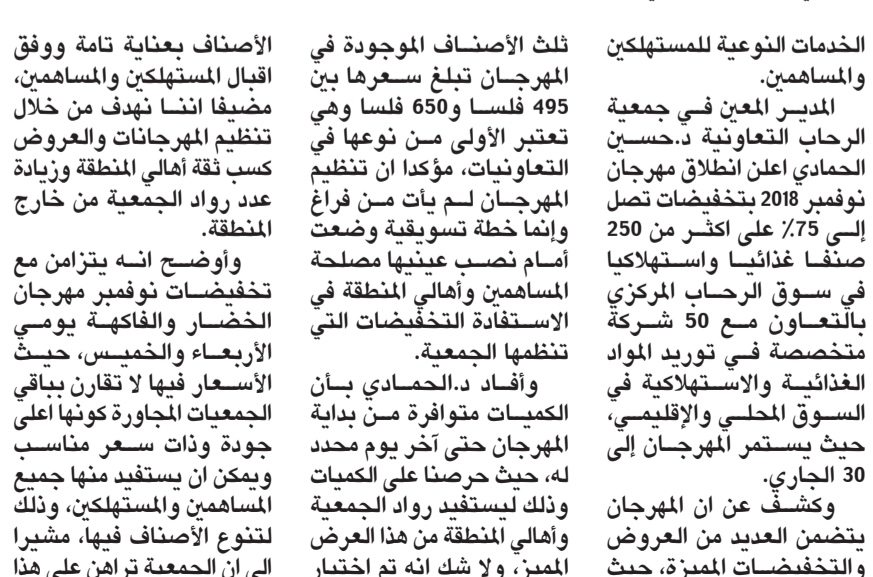 الخدمات النوعية للمستهلكين
والمساهمين.
المدير المعين في جمعية
الرحاب التعاونية د.حسين
الحمادي اعلن انطلاق مهرجان
نوفمبر 2018 بتخفيضات تصل
إلى 75٪ على اكثر من 250
صنفا غذائيا واستهلاكيا
في سوق الرحاب المركزي
بالتعاون مع 50 شركة
متخصصة في توريد المواد
الغذائية والاستهلاكية في
السوق المحلي والإقليمي،
حيث يستمر المهرجان إلى
30 الجاري.
وكشف عن ان المهرجان
يتضمن العديد من العروض
والتخفيضات المميزة، حيث
ثلث الأصناف الموجودة في
المهرجان تبلغ سعرها بين
495 فلسا و650 فلسا وهي
تعتبر الأولى من نوعها في
التعاونيات، مؤكدا ان تنظيم
المهرجان لم يأت من فراغ
وإنما خطة تسويقية وضعت
أمام نصب عينيها مصلحة
المساهمين وأهالي المنطقة في
الاستفادة التخفيضات التي
تنظمها الجمعية.
وأفاد د.الحمادي بأن
الكميات متوافرة من بداية
المهرجان حتى آخر يوم محدد
له، حيث حرصنا على الكميات
وذلك ليستفيد رواد الجمعية
وأهالي المنطقة من هذا العرض
المميز، ولا شك انه تم اختيار
الأصناف بعناية تامة ووفق
اقبال المستهلكين والمساهمين،
مضيفا اننا نهدف من خلال
تنظيم المهرجانات والعروض
كسب ثقة أهالي المنطقة وزيادة
عدد رواد الجمعية من خارج
المنطقة.
وأوضح انه يتزامن مع
تخفيضات نوفمبر مهرجان
الخضار والفاكهة يومي
الأربعاء والخميس، حيث
الأسعار فيها لا تقارن بباقي
الجمعيات المجاورة كونها اعلى
جودة وذات سعر مناسب
ويمكن ان يستفيد منها جميع
المساهمين والمستهلكين، وذلك
لتنوع الأصناف فيها، مشيرا
الى ان الجمعية تراهن على هذا